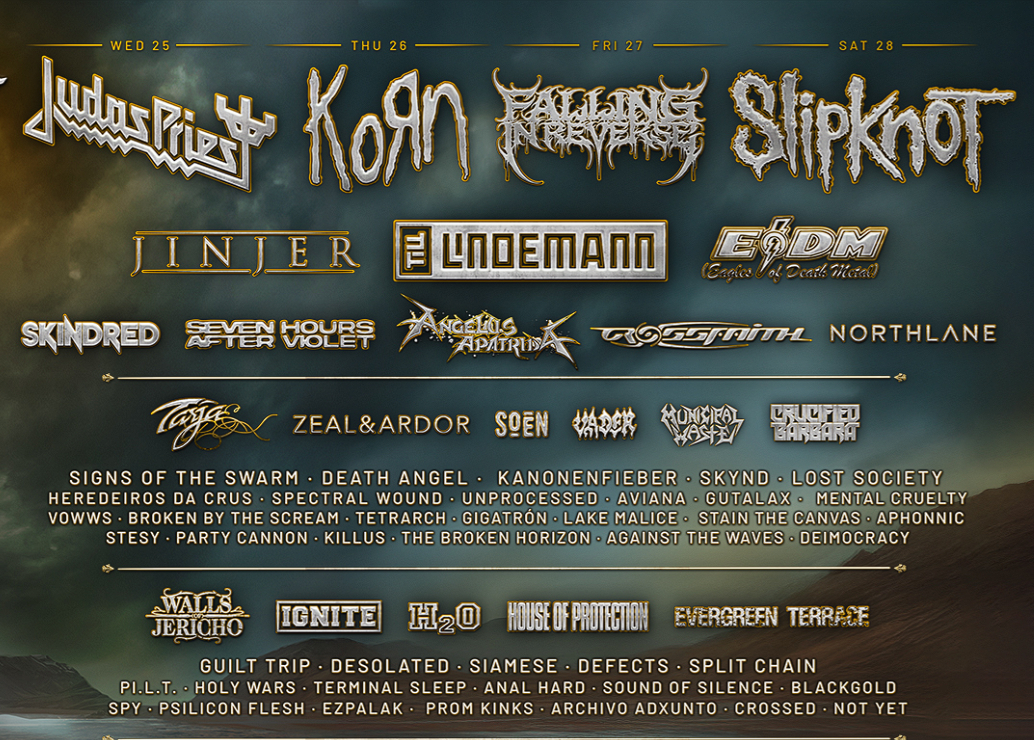 WED 25 THU 26 FRI 27 SAT 28
Judas Priest KoRn FALLING IN REVERSE SlipknoT
JINJER TILL LINDEMANN EODM (Eagles of Death Metal)
SKINDRED SEVEN HOURS AFTER VIOLET ANGELUS APATRIDA CROSSFAITH NORTHLANE
Tarja ZEAL&ARDOR SOEN VADER MUNICIPAL WASTE CRUCIFIED BARBARA
SIGNS OF THE SWARM · DEATH ANGEL · KANONENFIEBER · SKYND · LOST SOCIETY
HEREDEIROS DA CRUS · SPECTRAL WOUND · UNPROCESSED · AVIANA · GUTALAX · MENTAL CRUELTY
VOWWS · BROKEN BY THE SCREAM · TETRARCH · GIGATRÓN · LAKE MALICE · STAIN THE CANVAS · APHONNIC
STESY · PARTY CANNON · KILLUS · THE BROKEN HORIZON · AGAINST THE WAVES · DEIMOCRACY
WALLS OF JERICHO IGNITE H2O HOUSE OF PROTECTION EVERGREEN TERRACE
GUILT TRIP · DESOLATED · SIAMESE · DEFECTS · SPLIT CHAIN
PI.L.T. · HOLY WARS · TERMINAL SLEEP · ANAL HARD · SOUND OF SILENCE · BLACKGOLD
SPY · PSILICON FLESH · EZPALAK · PROM KINKS · ARCHIVO ADXUNTO · CROSSED · NOT YET